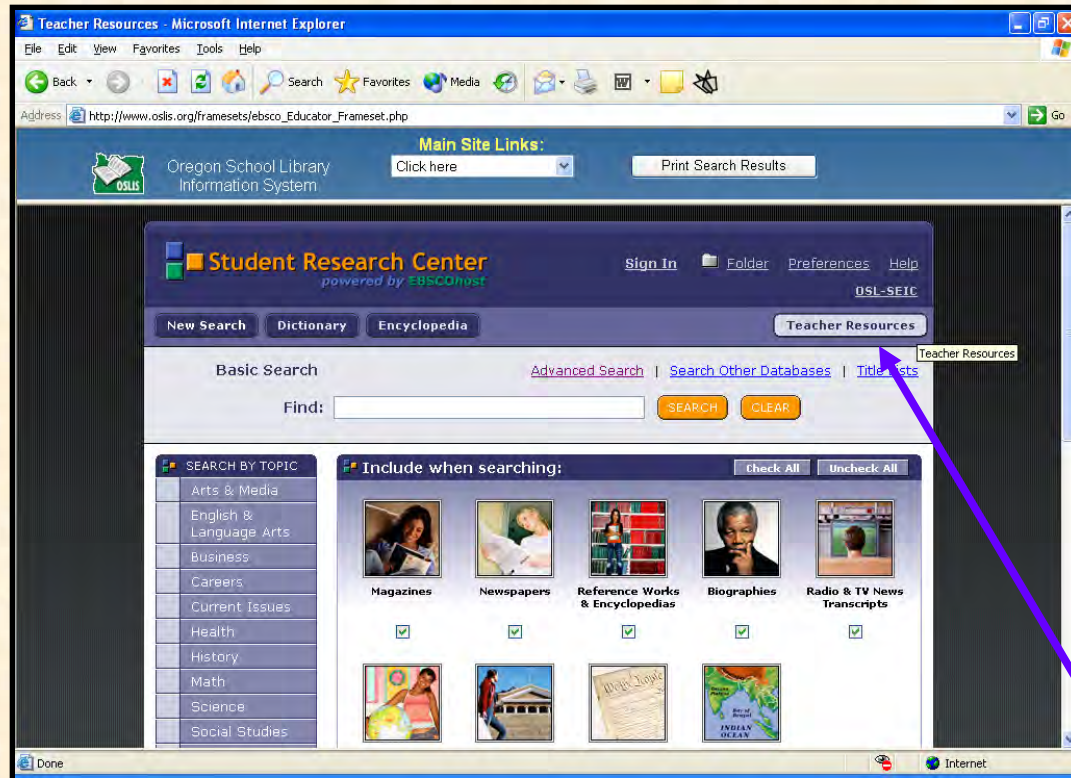 Teacher Resources - Microsoft Internet Explorer
File Edit View Favorites Tools Help
Back Search Favorites Media
Address http://www.oslis.org/framesets/ebsco_Educator_Frameset.php Go
Main Site Links:
OSLIS Oregon School Library Information System
Click here
Print Search Results
Student Research Center
powered by EBSCOhost
Sign In Folder Preferences Help
OSL-SEIC
New Search Dictionary Encyclopedia Teacher Resources
Teacher Resources
Basic Search Advanced Search | Search Other Databases | Title Lists
Find: SEARCH CLEAR
SEARCH BY TOPIC
Arts & Media
English &
Language Arts
Business
Careers
Current Issues
Health
History
Math
Science
Social Studies
Include when searching: Check All Uncheck All
Magazines
Newspapers
Reference Works
& Encyclopedias
Biographies
Radio & TV News
Transcripts
INDIAN
OCEAN
Done Internet